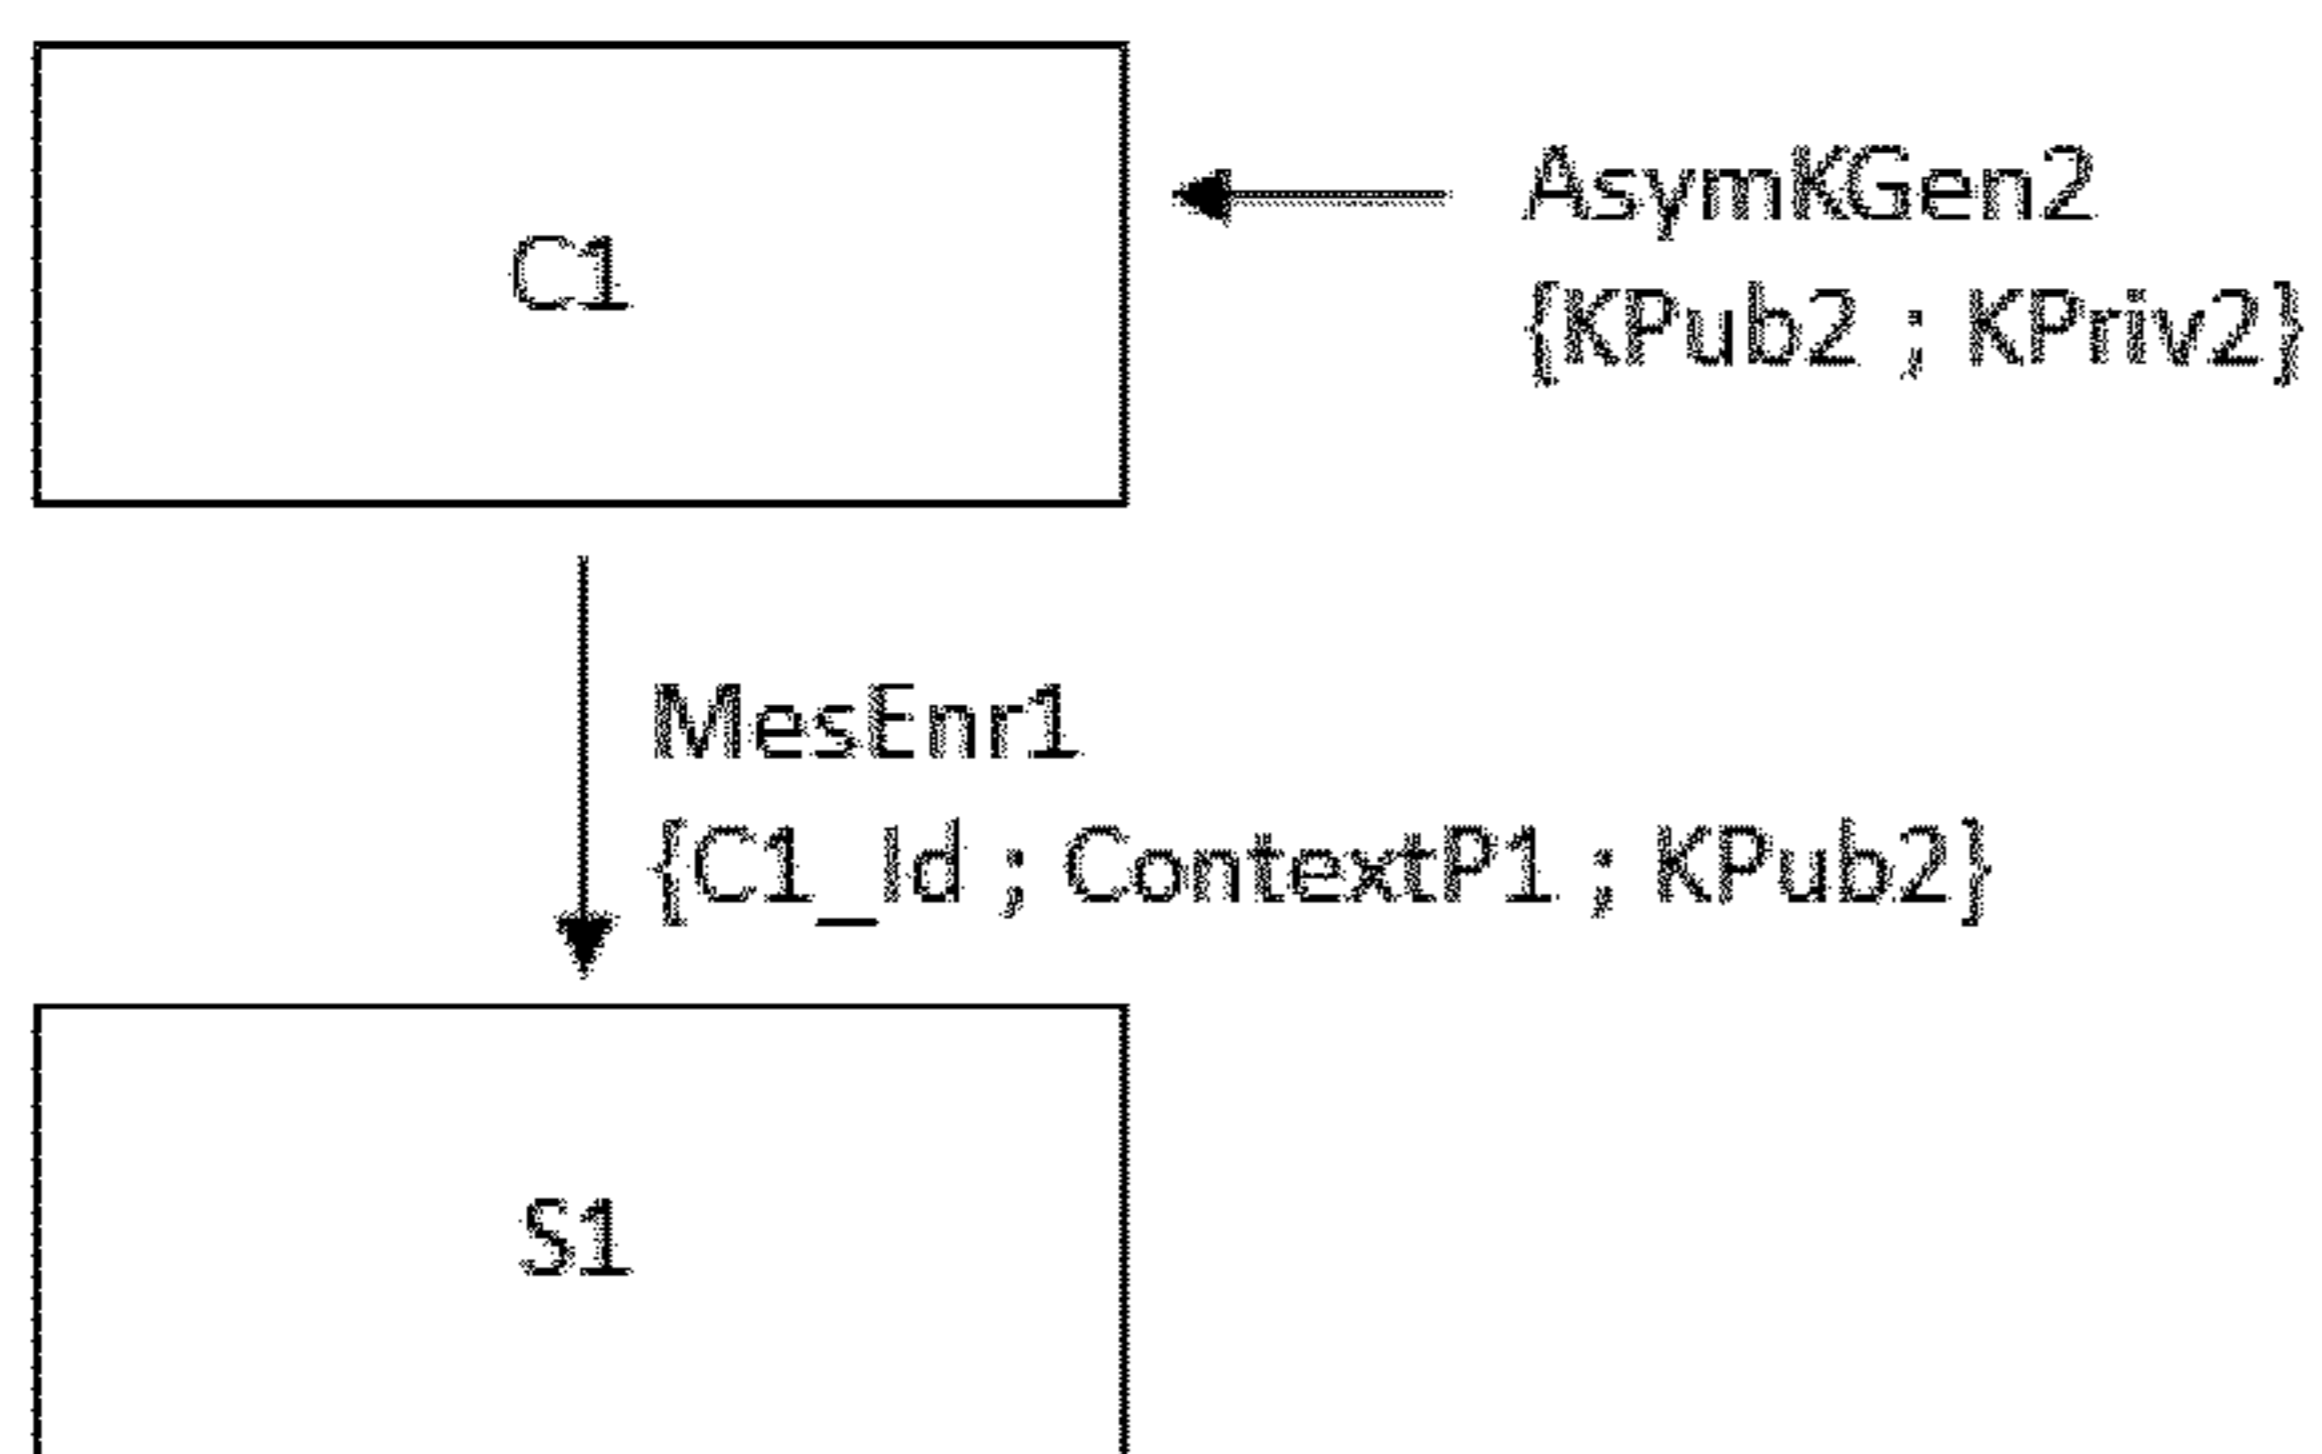 AsymKGen2
C1
{KPub2 ; KPriv2}
MesEnr1
{C1_Id ; ContextP1 ; KPub2}
S1